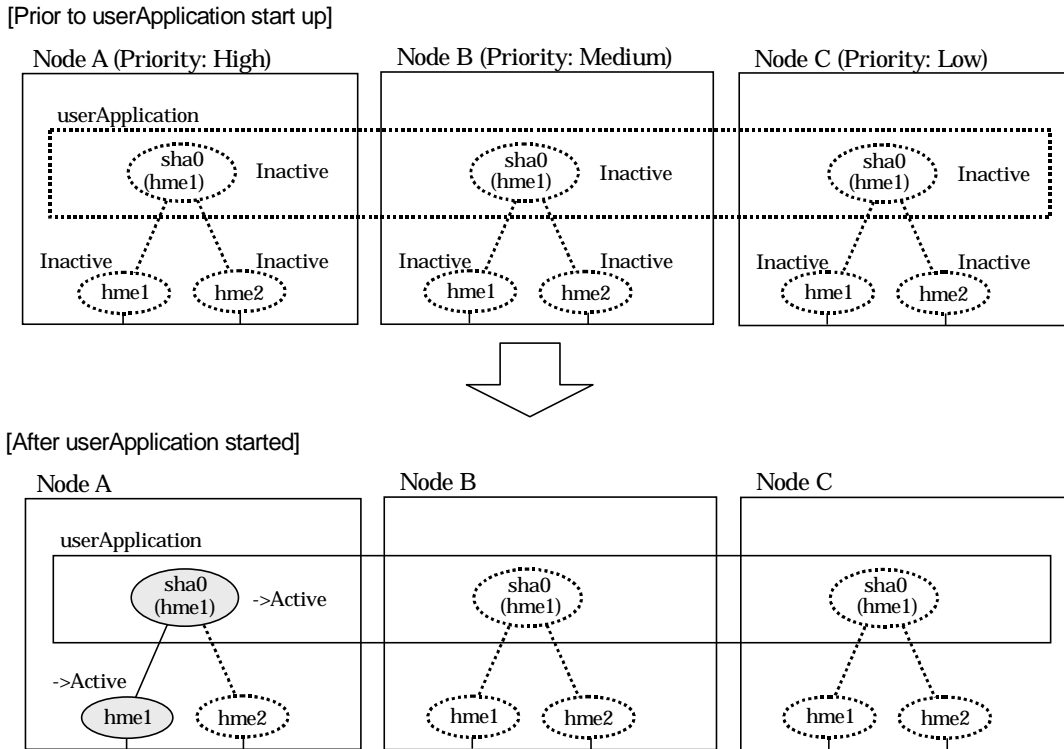 [Prior to userApplication start up]
Node A (Priority: High)
Node B (Priority: Medium)
Node C (Priority: Low)
userApplication
sha0
(hme1)
Inactive
sha0
(hme1)
Inactive
sha0
(hme1)
Inactive
Inactive
Inactive
Inactive
Inactive
Inactive
Inactive
hme1
hme2
hme1
hme2
hme1
hme2
[After userApplication started]
Node A
Node B
Node C
userApplication
sha0
(hme1)
->Active
sha0
(hme1)
sha0
(hme1)
->Active
hme1
hme2
hme1
hme2
hme1
hme2